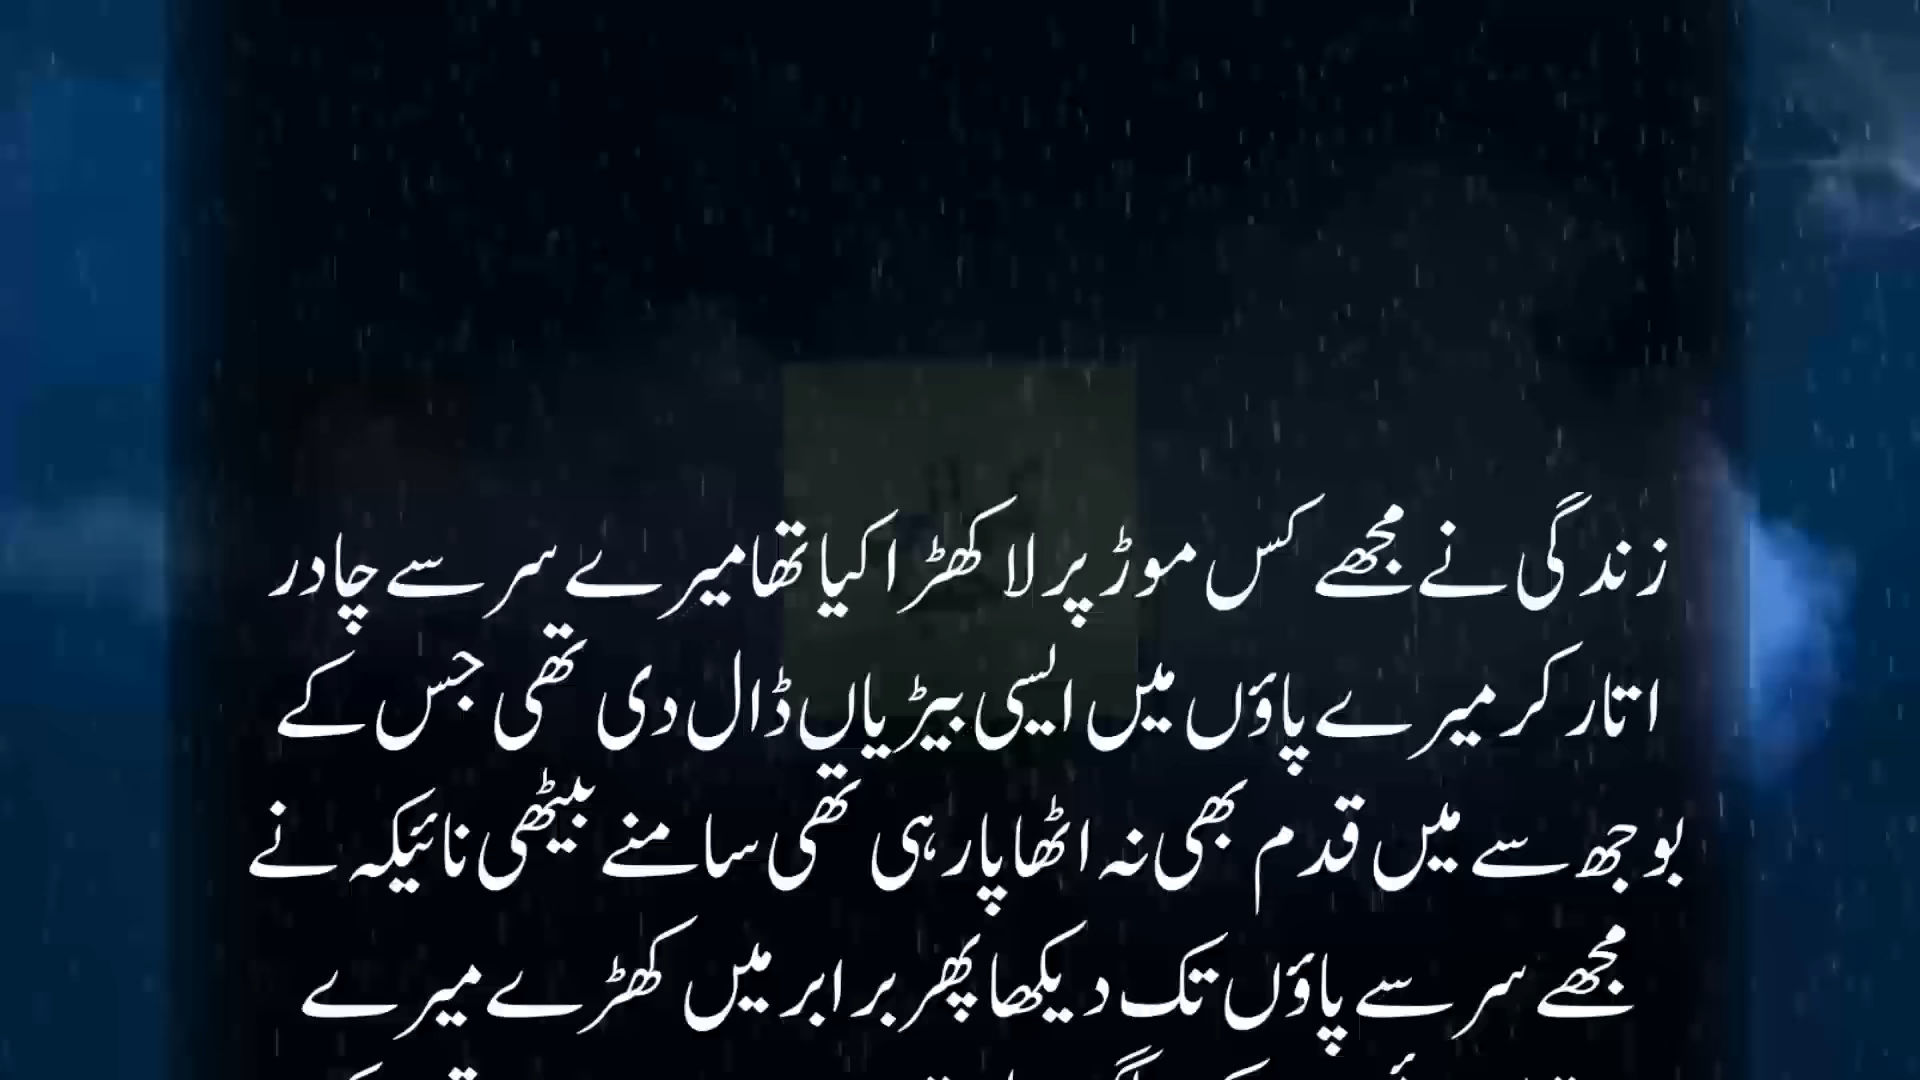 زندگی نے مجھے کس موڑ پر لا کھڑا کیا تھا میرے سر سے چادر
اتار کر میرے پاؤں میں ایسی بیڑیاں ڈال دی تھی جس کے
بوجھ سے میں قدم بھی نہ اٹھا پا رہی تھی سامنے بیٹھی نائیکہ نے
مجھے سر سے پاؤں تک دیکھا پھر برابر میں کھڑے میرے